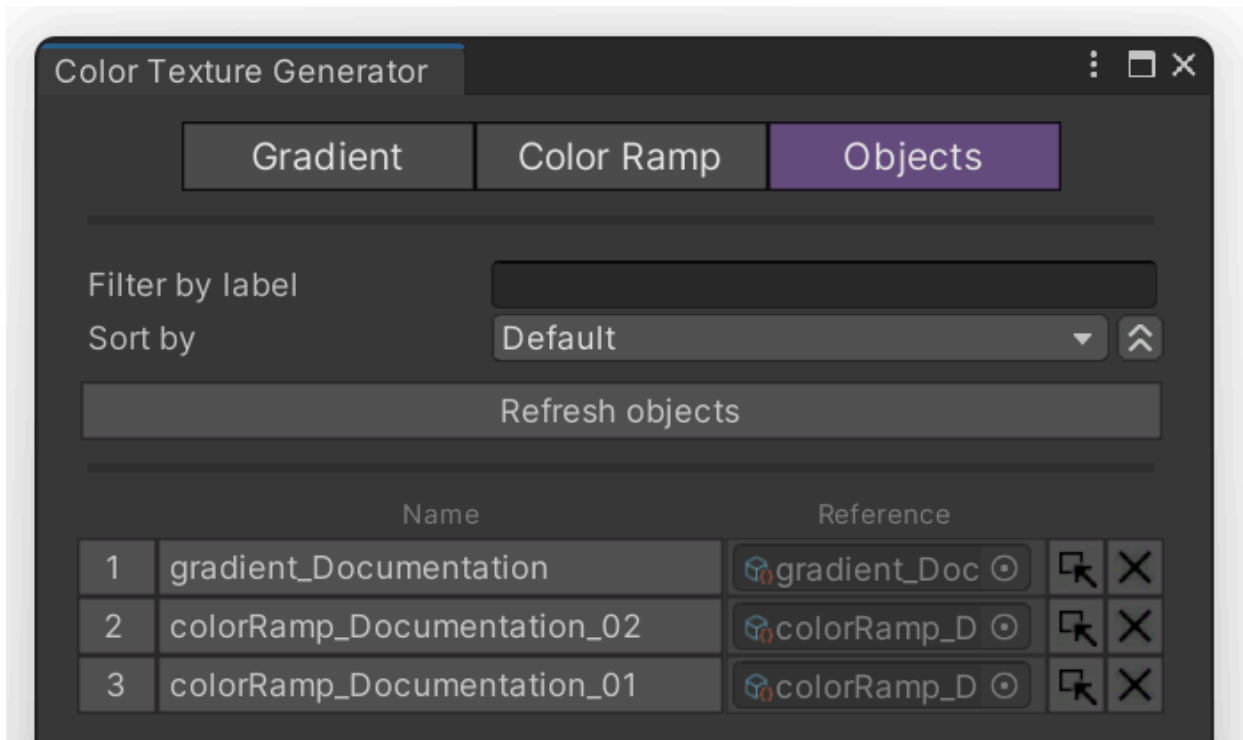 Color Texture Generator
Gradient Color Ramp Objects
Filter by label
Sort by Default
Refresh objects
Name Reference
1 gradient_Documentation gradient_Doc
2 colorRamp_Documentation_02 colorRamp_D
3 colorRamp_Documentation_01 colorRamp_D